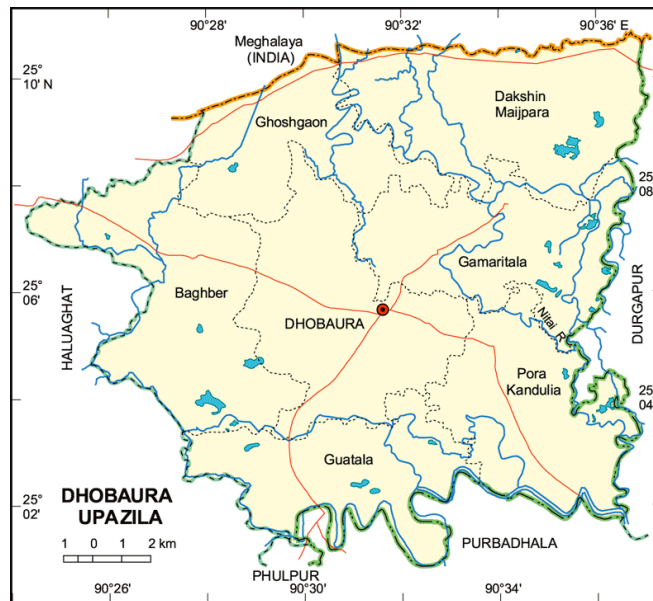 90°28'
90°32'
90°36' E
Meghalaya
(INDIA)
25°
10' N
Dakshin
Maijpara
Ghoshgaon
25
08
25°
06'
Gamaritala
Baghber
DHOBAURA
Nitai R.
HALUAGHAT
DURGAPUR
Pora
Kandulia
25
04
Guatala
DHOBAURA
UPAZILA
25°
02'
1 0 1 2 km
PURBADHALA
PHULPUR
90°26'
90°30'
90°34'